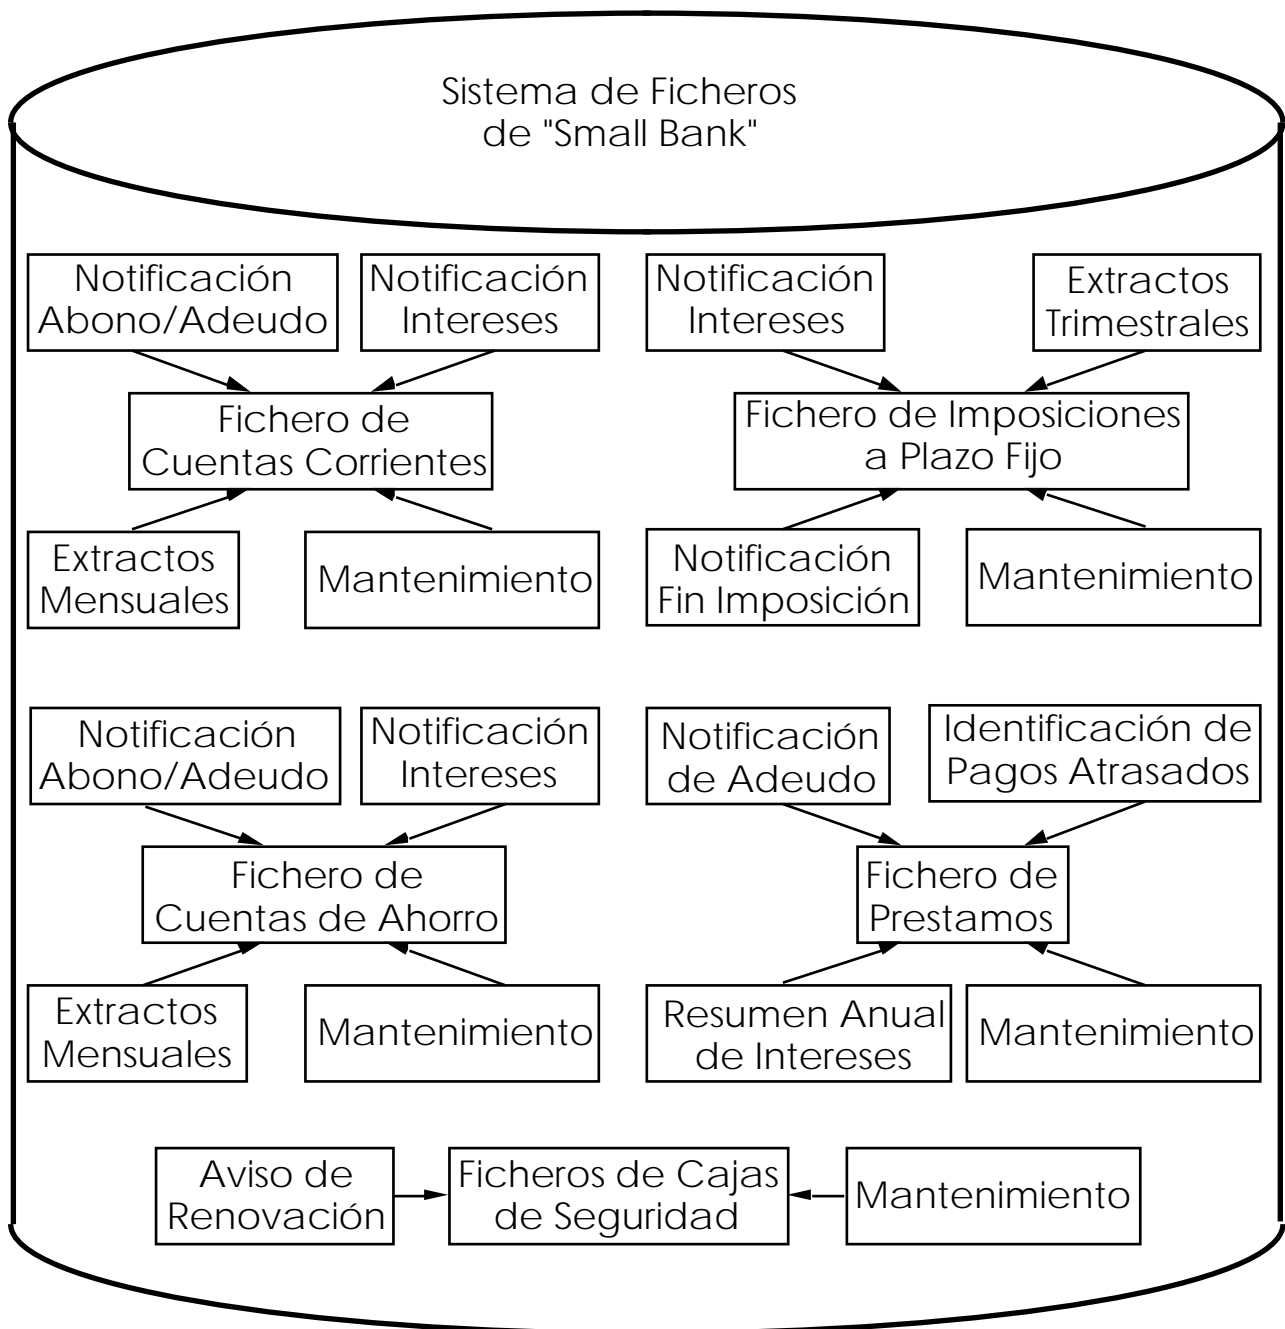 Sistema de Ficheros
de "Small Bank"
Notificación
Abono/Adeudo
Notificación
Intereses
Notificación
Intereses
Extractos
Trimestrales
Fichero de
Cuentas Corrientes
Fichero de Imposiciones
a Plazo Fijo
Extractos
Mensuales
Mantenimiento
Notificación
Fin Imposición
Mantenimiento
Notificación
Abono/Adeudo
Notificación
Intereses
Notificación
de Adeudo
Identificación de
Pagos Atrasados
Fichero de
Cuentas de Ahorro
Fichero de
Prestamos
Extractos
Mensuales
Mantenimiento
Resumen Anual
de Intereses
Mantenimiento
Aviso de
Renovación
Ficheros de Cajas
de Seguridad
Mantenimiento